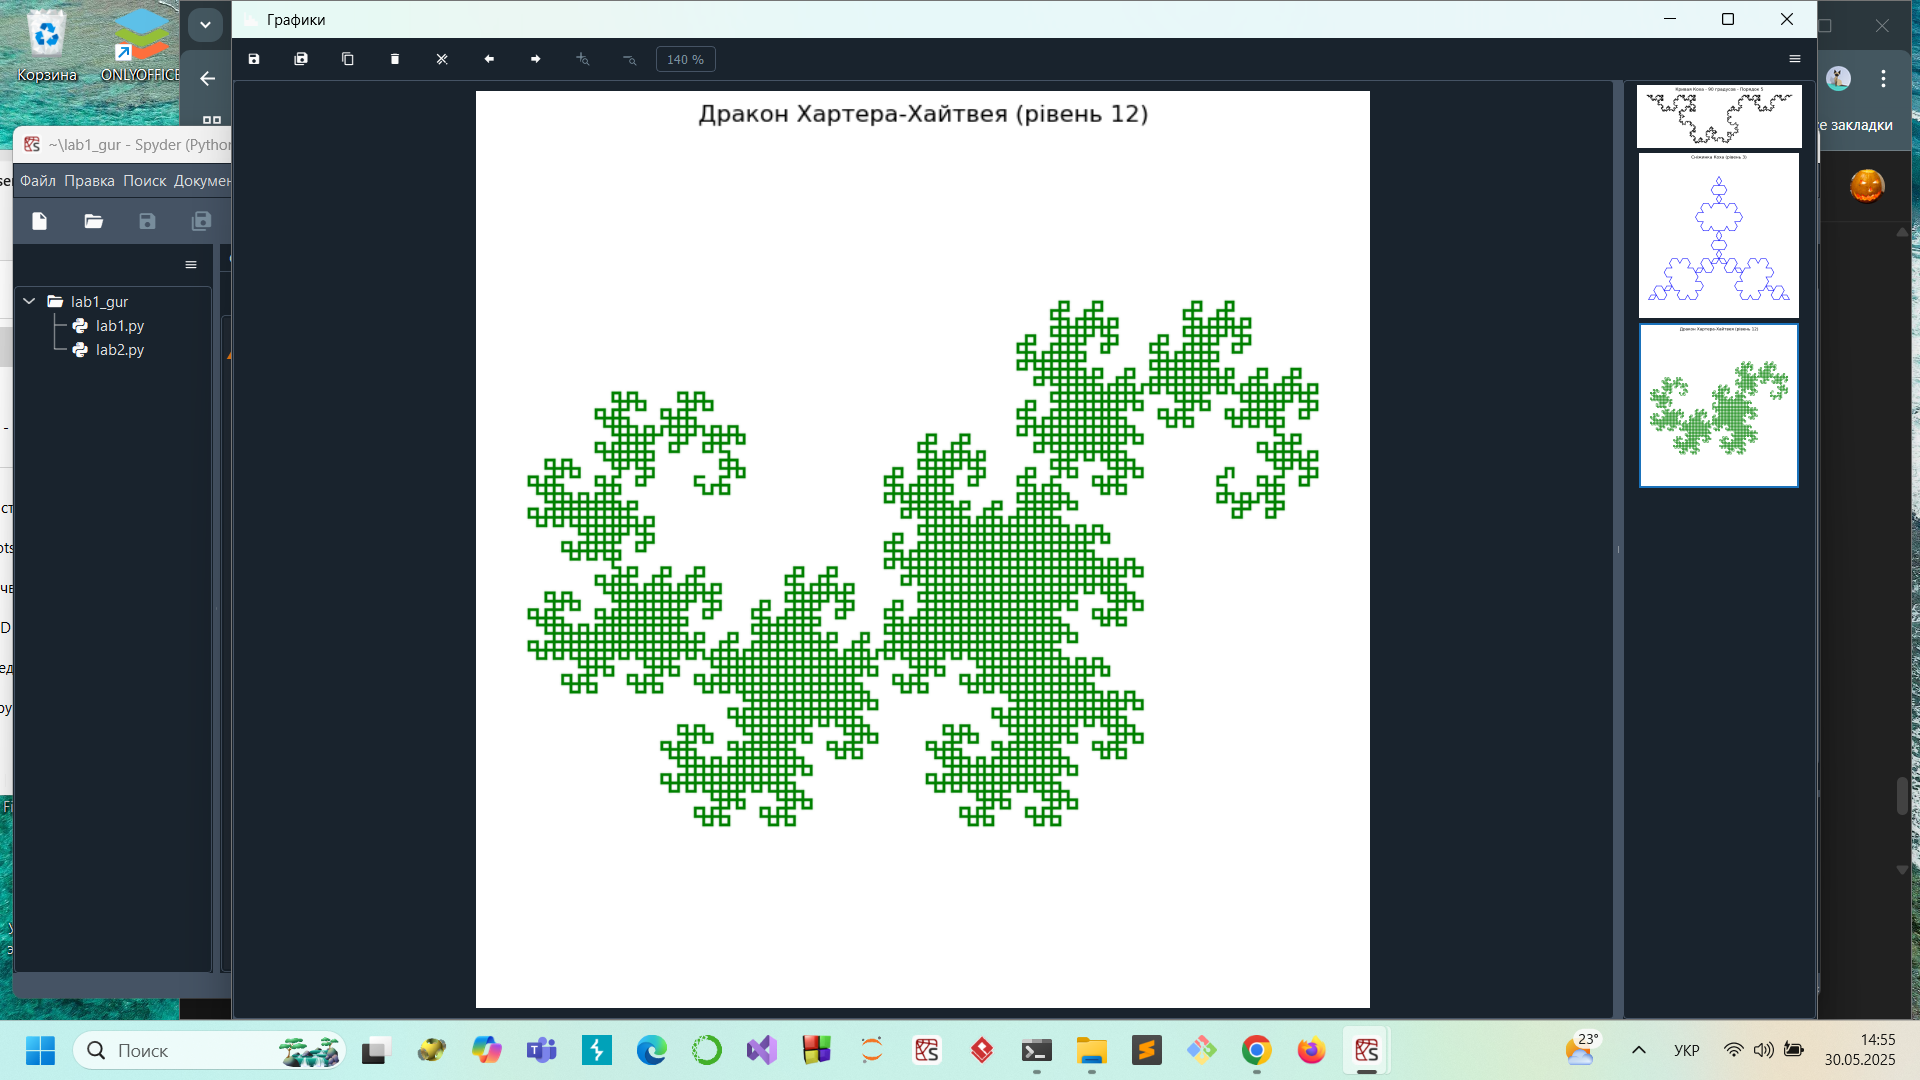 Корзина
ONLYOFFICE
Графики
140 %
Дракон Хартера-Хайтвея (рівень 12)
Кривая Коха - 90 градусов - Порядок 5
Сніжинка Коха (рівень 3)
Дракон Хартера-Хайтвея (рівень 12)
е закладки
~\lab1_gur - Spyder (Python
Файл Правка Поиск Докумен
lab1_gur
lab1.py
lab2.py
Поиск
23°
УКР
14:55
30.05.2025